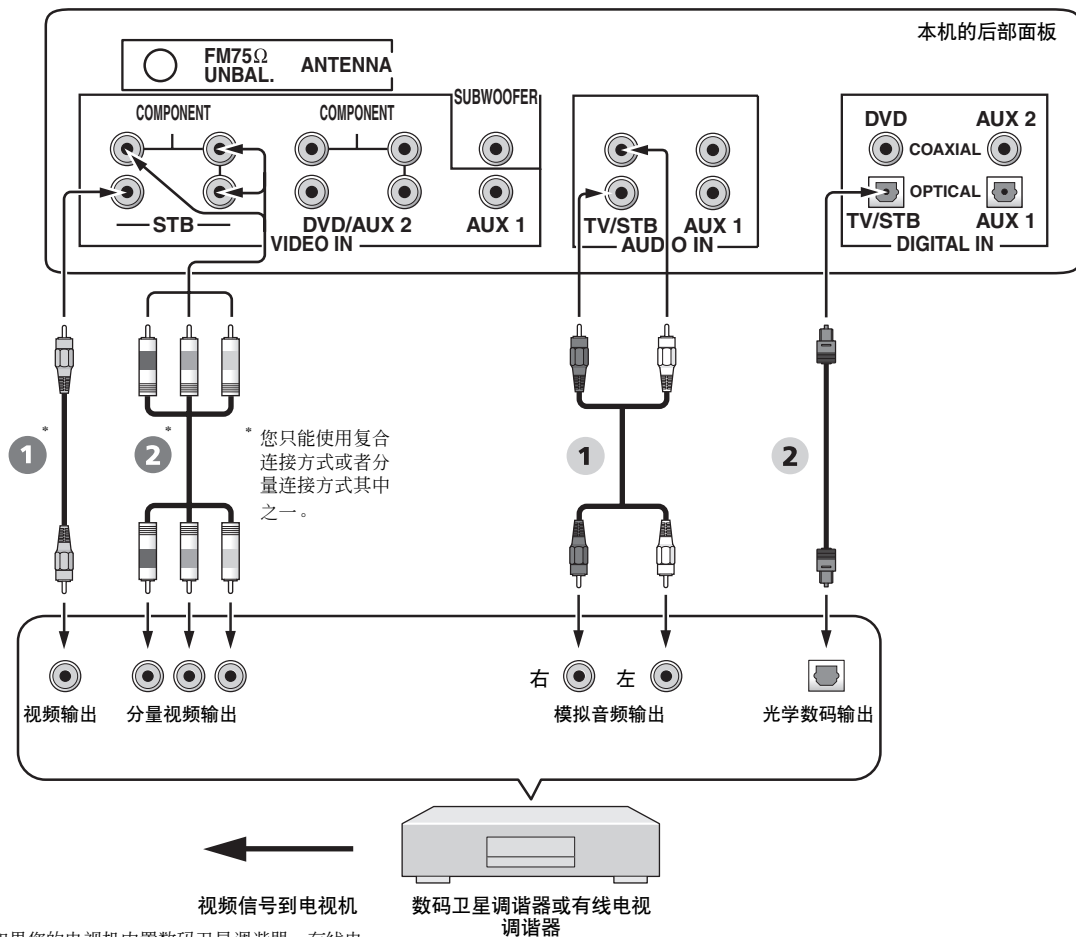 本机的后部面板
FM75Ω
UNBAL.
ANTENNA
COMPONENT
COMPONENT
SUBWOOFER
STB
DVD/AUX 2
AUX 1
VIDEO IN
TV/STB
AUX 1
AUDIO IN
DVD
AUX 2
COAXIAL
OPTICAL
TV/STB
AUX 1
DIGITAL IN
1*
2*
* 您只能使用复合
连接方式或者分
量连接方式其中
之一。
1
2
右
左
视频输出
分量视频输出
模拟音频输出
光学数码输出
视频信号到电视机
数码卫星调谐器或有线电视
调谐器